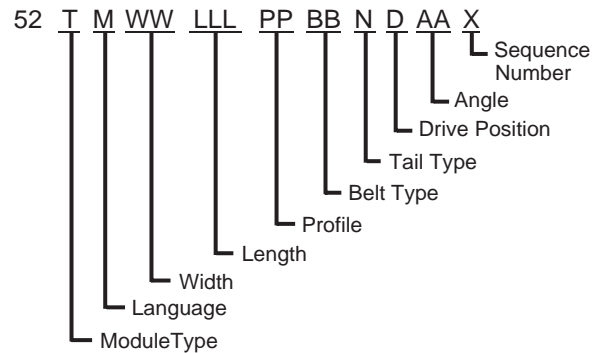 52 T M WW LLL PP BB N D AA X
Sequence
Number
Angle
Drive Position
Tail Type
Belt Type
Profile
Length
Width
Language
ModuleType